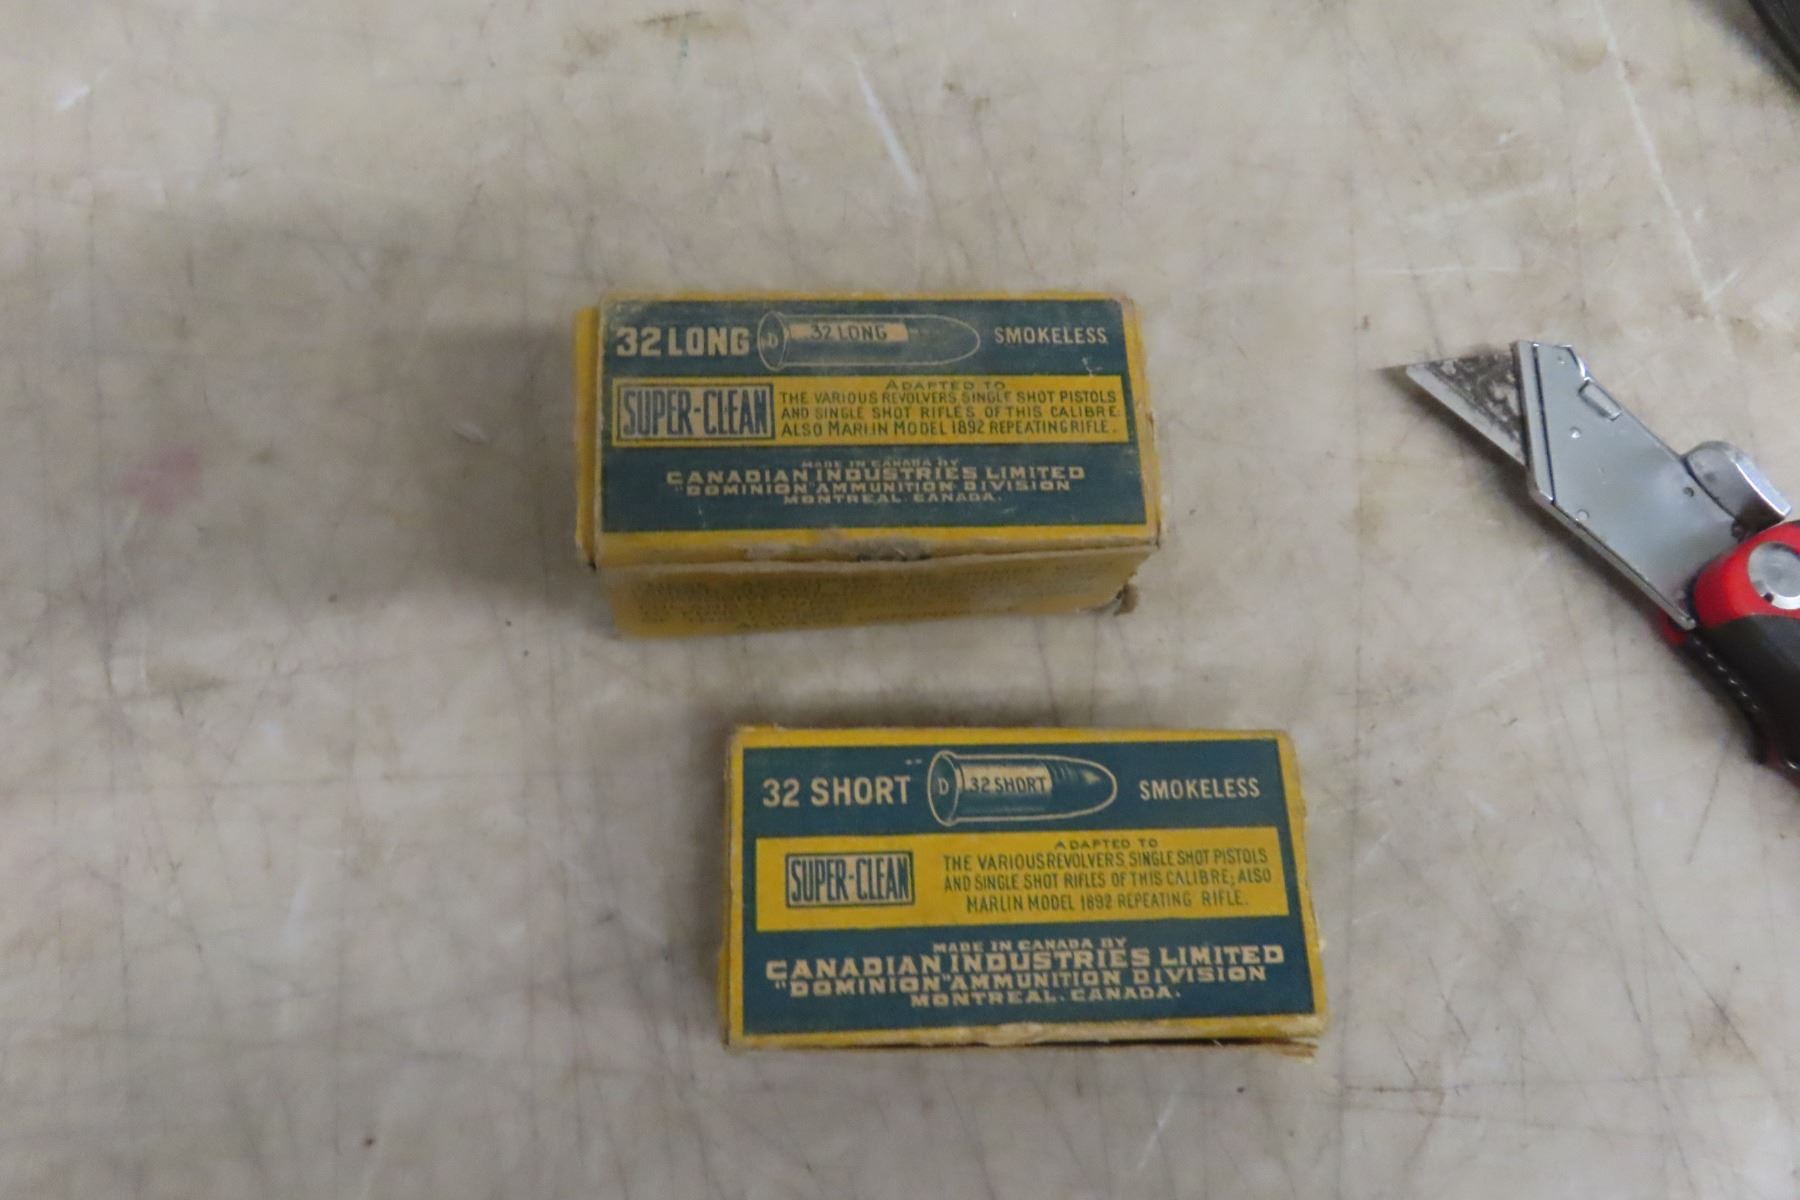 32 LONG D 32 LONG SMOKELESS
SUPER-CLEAN
ADAPTED TO
THE VARIOUS REVOLVERS, SINGLE SHOT PISTOLS
AND SINGLE SHOT RIFLES OF THIS CALIBRE.
ALSO MARLIN MODEL 1892 REPEATING RIFLE.
MADE IN CANADA BY
CANADIAN INDUSTRIES LIMITED
"DOMINION" AMMUNITION DIVISION
MONTREAL, CANADA.
32 SHORT D .32 SHORT SMOKELESS
SUPER-CLEAN
ADAPTED TO
THE VARIOUS REVOLVERS, SINGLE SHOT PISTOLS
AND SINGLE SHOT RIFLES OF THIS CALIBRE; ALSO
MARLIN MODEL 1892 REPEATING RIFLE.
MADE IN CANADA BY
CANADIAN INDUSTRIES LIMITED
"DOMINION" AMMUNITION DIVISION
MONTREAL, CANADA.